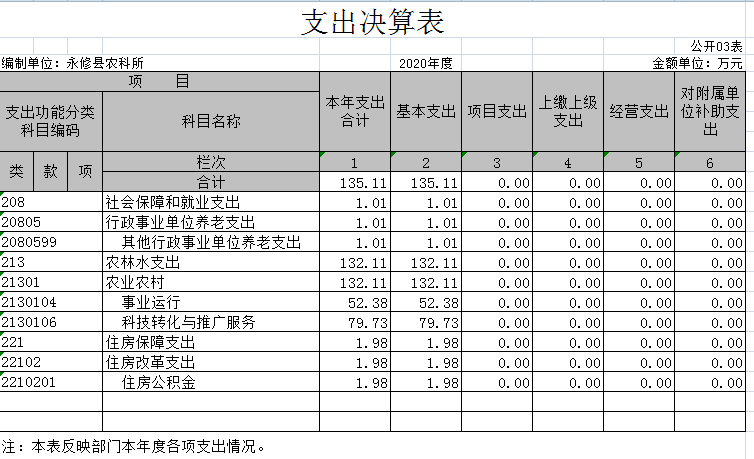 支出决算表
公开03表
编制单位：永修县农科所 2020年度 金额单位：万元
项 目 本年支出合计 基本支出 项目支出 上缴上级支出 经营支出 对附属单位补助支出
支出功能分类科目编码 科目名称
类 款 项 栏次 1 2 3 4 5 6
合计 135.11 135.11 0.00 0.00 0.00 0.00
208 社会保障和就业支出 1.01 1.01 0.00 0.00 0.00 0.00
20805 行政事业单位养老支出 1.01 1.01 0.00 0.00 0.00 0.00
2080599 其他行政事业单位养老支出 1.01 1.01 0.00 0.00 0.00 0.00
213 农林水支出 132.11 132.11 0.00 0.00 0.00 0.00
21301 农业农村 132.11 132.11 0.00 0.00 0.00 0.00
2130104 事业运行 52.38 52.38 0.00 0.00 0.00 0.00
2130106 科技转化与推广服务 79.73 79.73 0.00 0.00 0.00 0.00
221 住房保障支出 1.98 1.98 0.00 0.00 0.00 0.00
22102 住房改革支出 1.98 1.98 0.00 0.00 0.00 0.00
2210201 住房公积金 1.98 1.98 0.00 0.00 0.00 0.00
注：本表反映部门本年度各项支出情况。